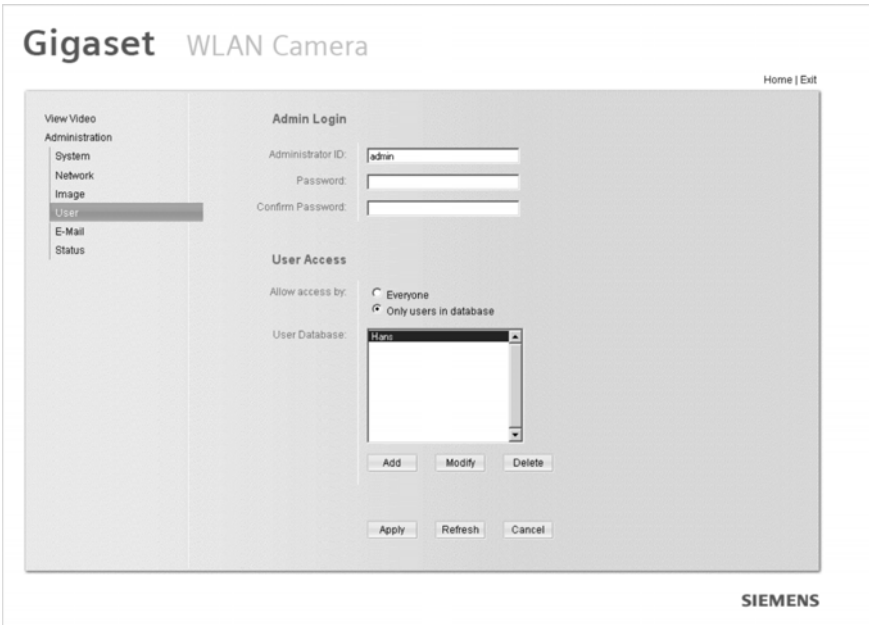 Gigaset WLAN Camera
Home | Exit
View Video
Administration
System
Network
Image
User
E-Mail
Status
Admin Login
Administrator ID: admin
Password:
Confirm Password:
User Access
Allow access by:
Everyone
Only users in database
User Database:
Hans
Add Modify Delete
Apply Refresh Cancel
SIEMENS